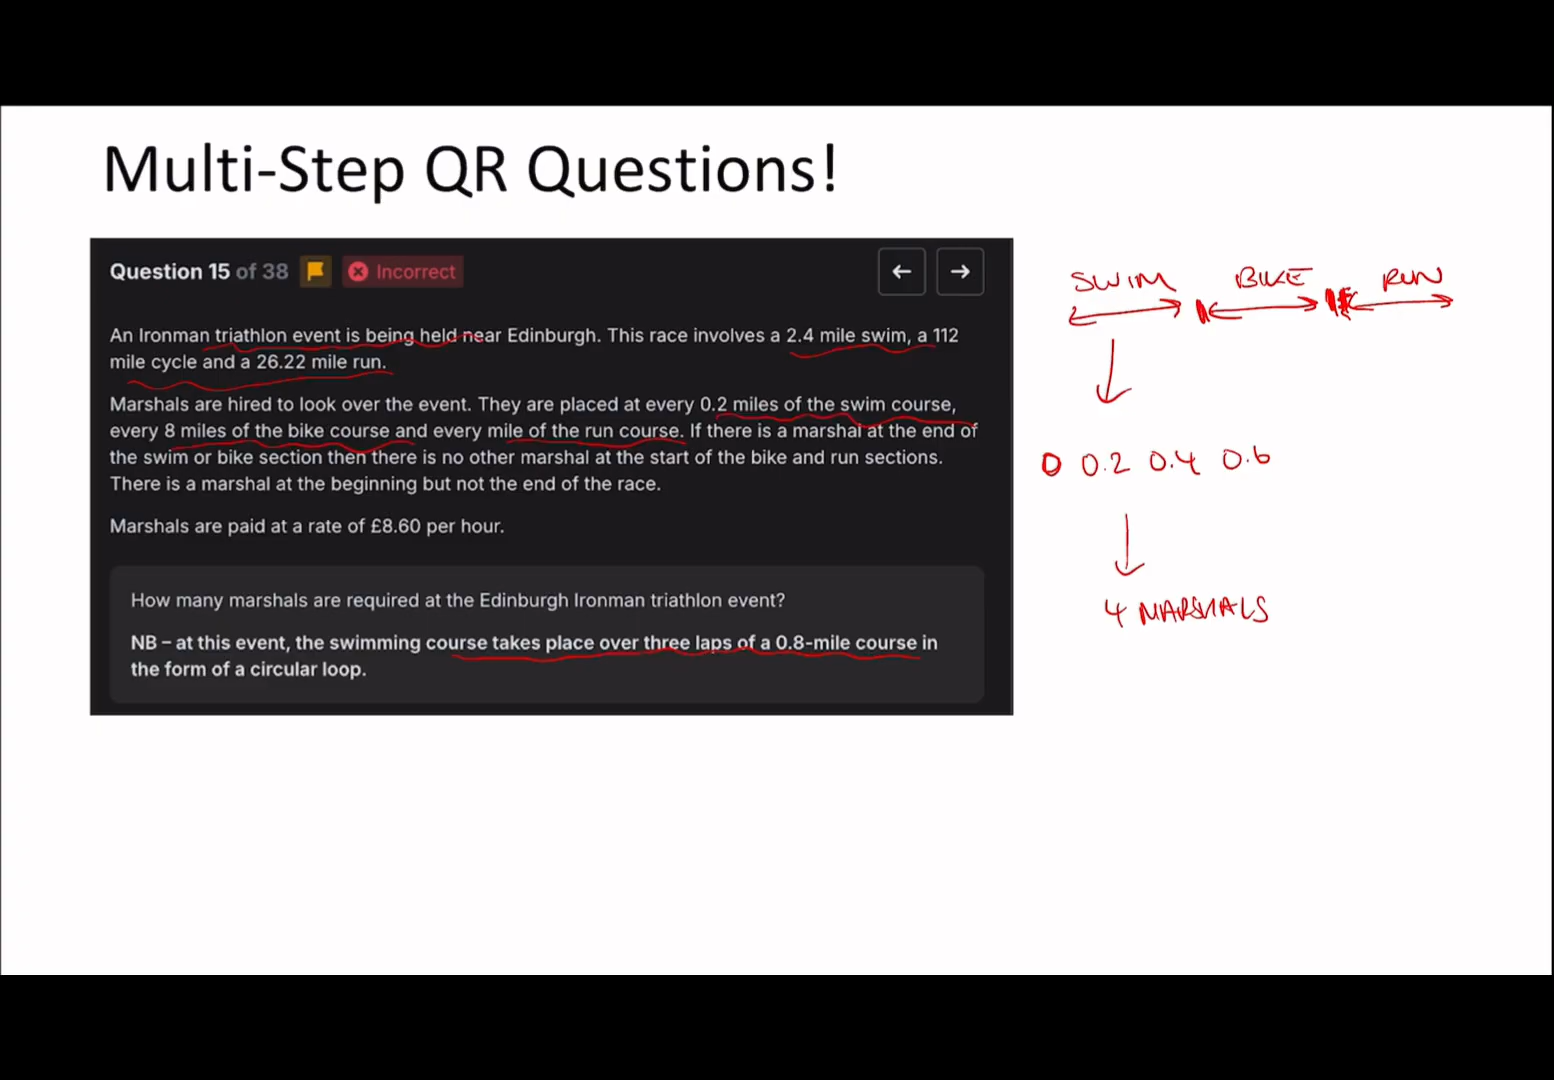 Multi-Step QR Questions!
Question 15 of 38 Incorrect
An Ironman triathlon event is being held near Edinburgh. This race involves a 2.4 mile swim, a 112
mile cycle and a 26.22 mile run.
Marshals are hired to look over the event. They are placed at every 0.2 miles of the swim course,
every 8 miles of the bike course and every mile of the run course. If there is a marshal at the end of
the swim or bike section then there is no other marshal at the start of the bike and run sections.
There is a marshal at the beginning but not the end of the race.
Marshals are paid at a rate of £8.60 per hour.
How many marshals are required at the Edinburgh Ironman triathlon event?
NB – at this event, the swimming course takes place over three laps of a 0.8-mile course in
the form of a circular loop.
SWIM BIKE RUN
0 0.2 0.4 0.6
4 MARSHALS